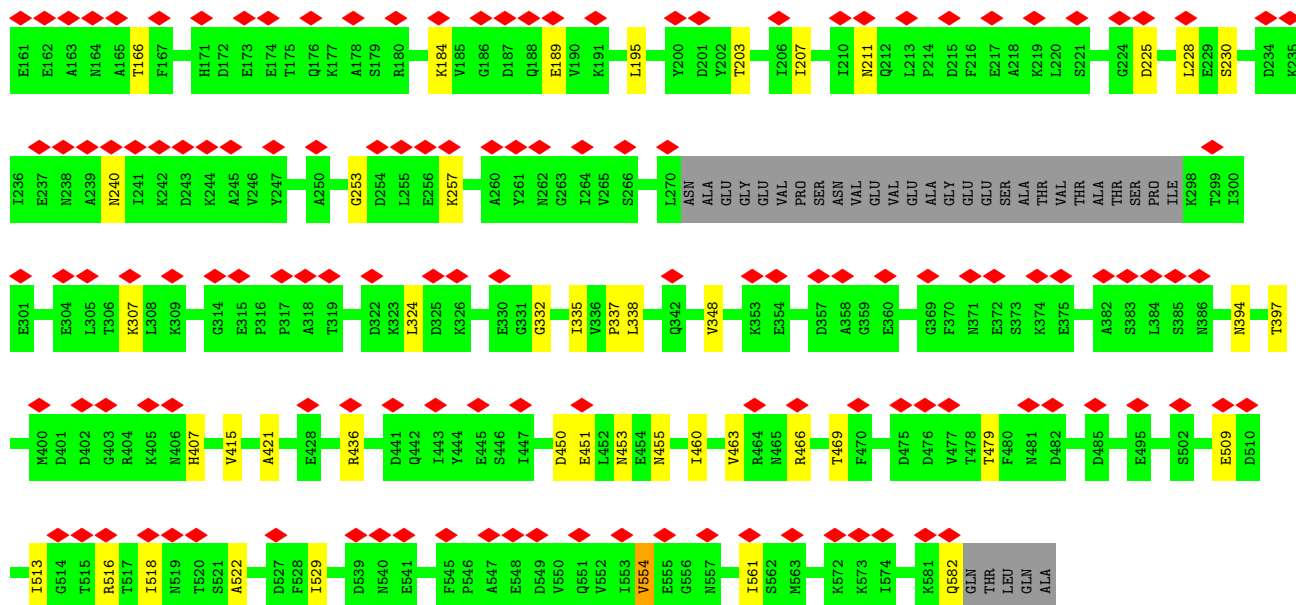 E161 E162 A163 N164 A165 T166 F167 H171 D172 E173 E174 T175 Q176 K177 A178 S179 R180 K184 V185 G186 D187 Q188 E189 V190 K191 L195 Y200 D201 Y202 T203 I206 I207 I210 N211 Q212 L213 P214 D215 F216 E217 A218 K219 L220 S221 G224 D225 L228 E229 S230 D234 K235
I236 E237 N238 A239 N240 I241 K242 D243 K244 A245 V246 Y247 A250 G253 D254 L255 E256 K257 A260 Y261 N262 G263 I264 V265 S266 L270 ASN ALA GLU GLY GLU VAL PRO SER ASN VAL GLU VAL GLU ALA GLY GLU GLU SER ALA THR VAL THR ALA THR SER PRO ILE K298 T299 I300
E301 E304 L305 T306 K307 L308 K309 G314 E315 P316 P317 A318 T319 D322 K323 L324 D325 K326 E330 G331 G332 I335 V336 P337 L338 Q342 V348 K353 E354 D357 A358 G359 E360 G369 F370 N371 E372 S373 K374 E375 A382 S383 L384 S385 N386 N394 T397
M400 D401 D402 G403 R404 K405 N406 H407 V415 A421 E428 R436 D441 Q442 I443 Y444 E445 S446 I447 D450 E451 L452 N453 E454 N455 I460 V463 R464 N465 R466 T469 F470 D475 D476 V477 T478 T479 F480 N481 D482 D485 E495 S502 E509 D510
I513 G514 T515 R516 T517 I518 N519 T520 S521 A522 D527 F528 I529 D539 N540 E541 F545 P546 A547 E548 D549 V550 Q551 V552 I553 V554 E555 G556 N557 I561 S562 M563 K572 K573 I574 K581 Q582 GLN THR LEU GLN ALA